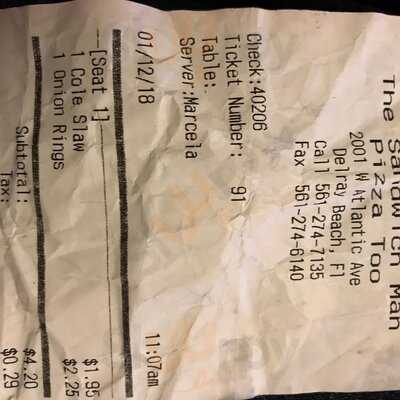 The Sandwich Man
Pizza Too
2001 W Atlantic Ave
Delray Beach, Fl
Call 561-274-7135
Fax 561-274-6140
Check:40206
Ticket Number: 91
Table:
Server:Marcela
01/12/18 11:07am
[Seat 1]
1 Cole Slaw $1.95
1 Onion Rings $2.25
Subtotal: $4.20
Tax: $0.29